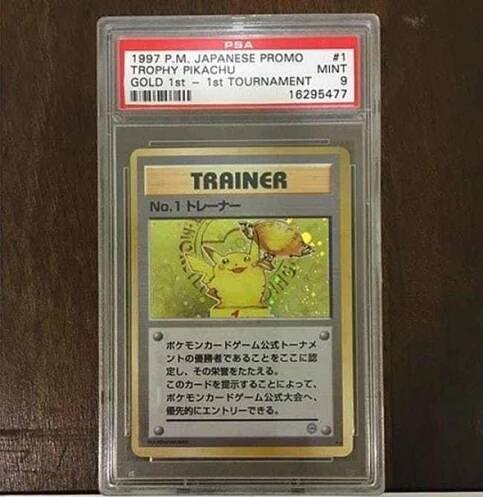 PSA
1997 P.M. JAPANESE PROMO #1
TROPHY PIKACHU MINT
GOLD 1st - 1st TOURNAMENT 9
16295477
TRAINER
No.1 トレーナー
1
ポケモンカードゲーム公式トーナメ
ントの優勝者であることをここに認
定し、その栄誉をたたえる。
このカードを提示することによって、
ポケモンカードゲーム公式大会へ、
優先的にエントリーできる。